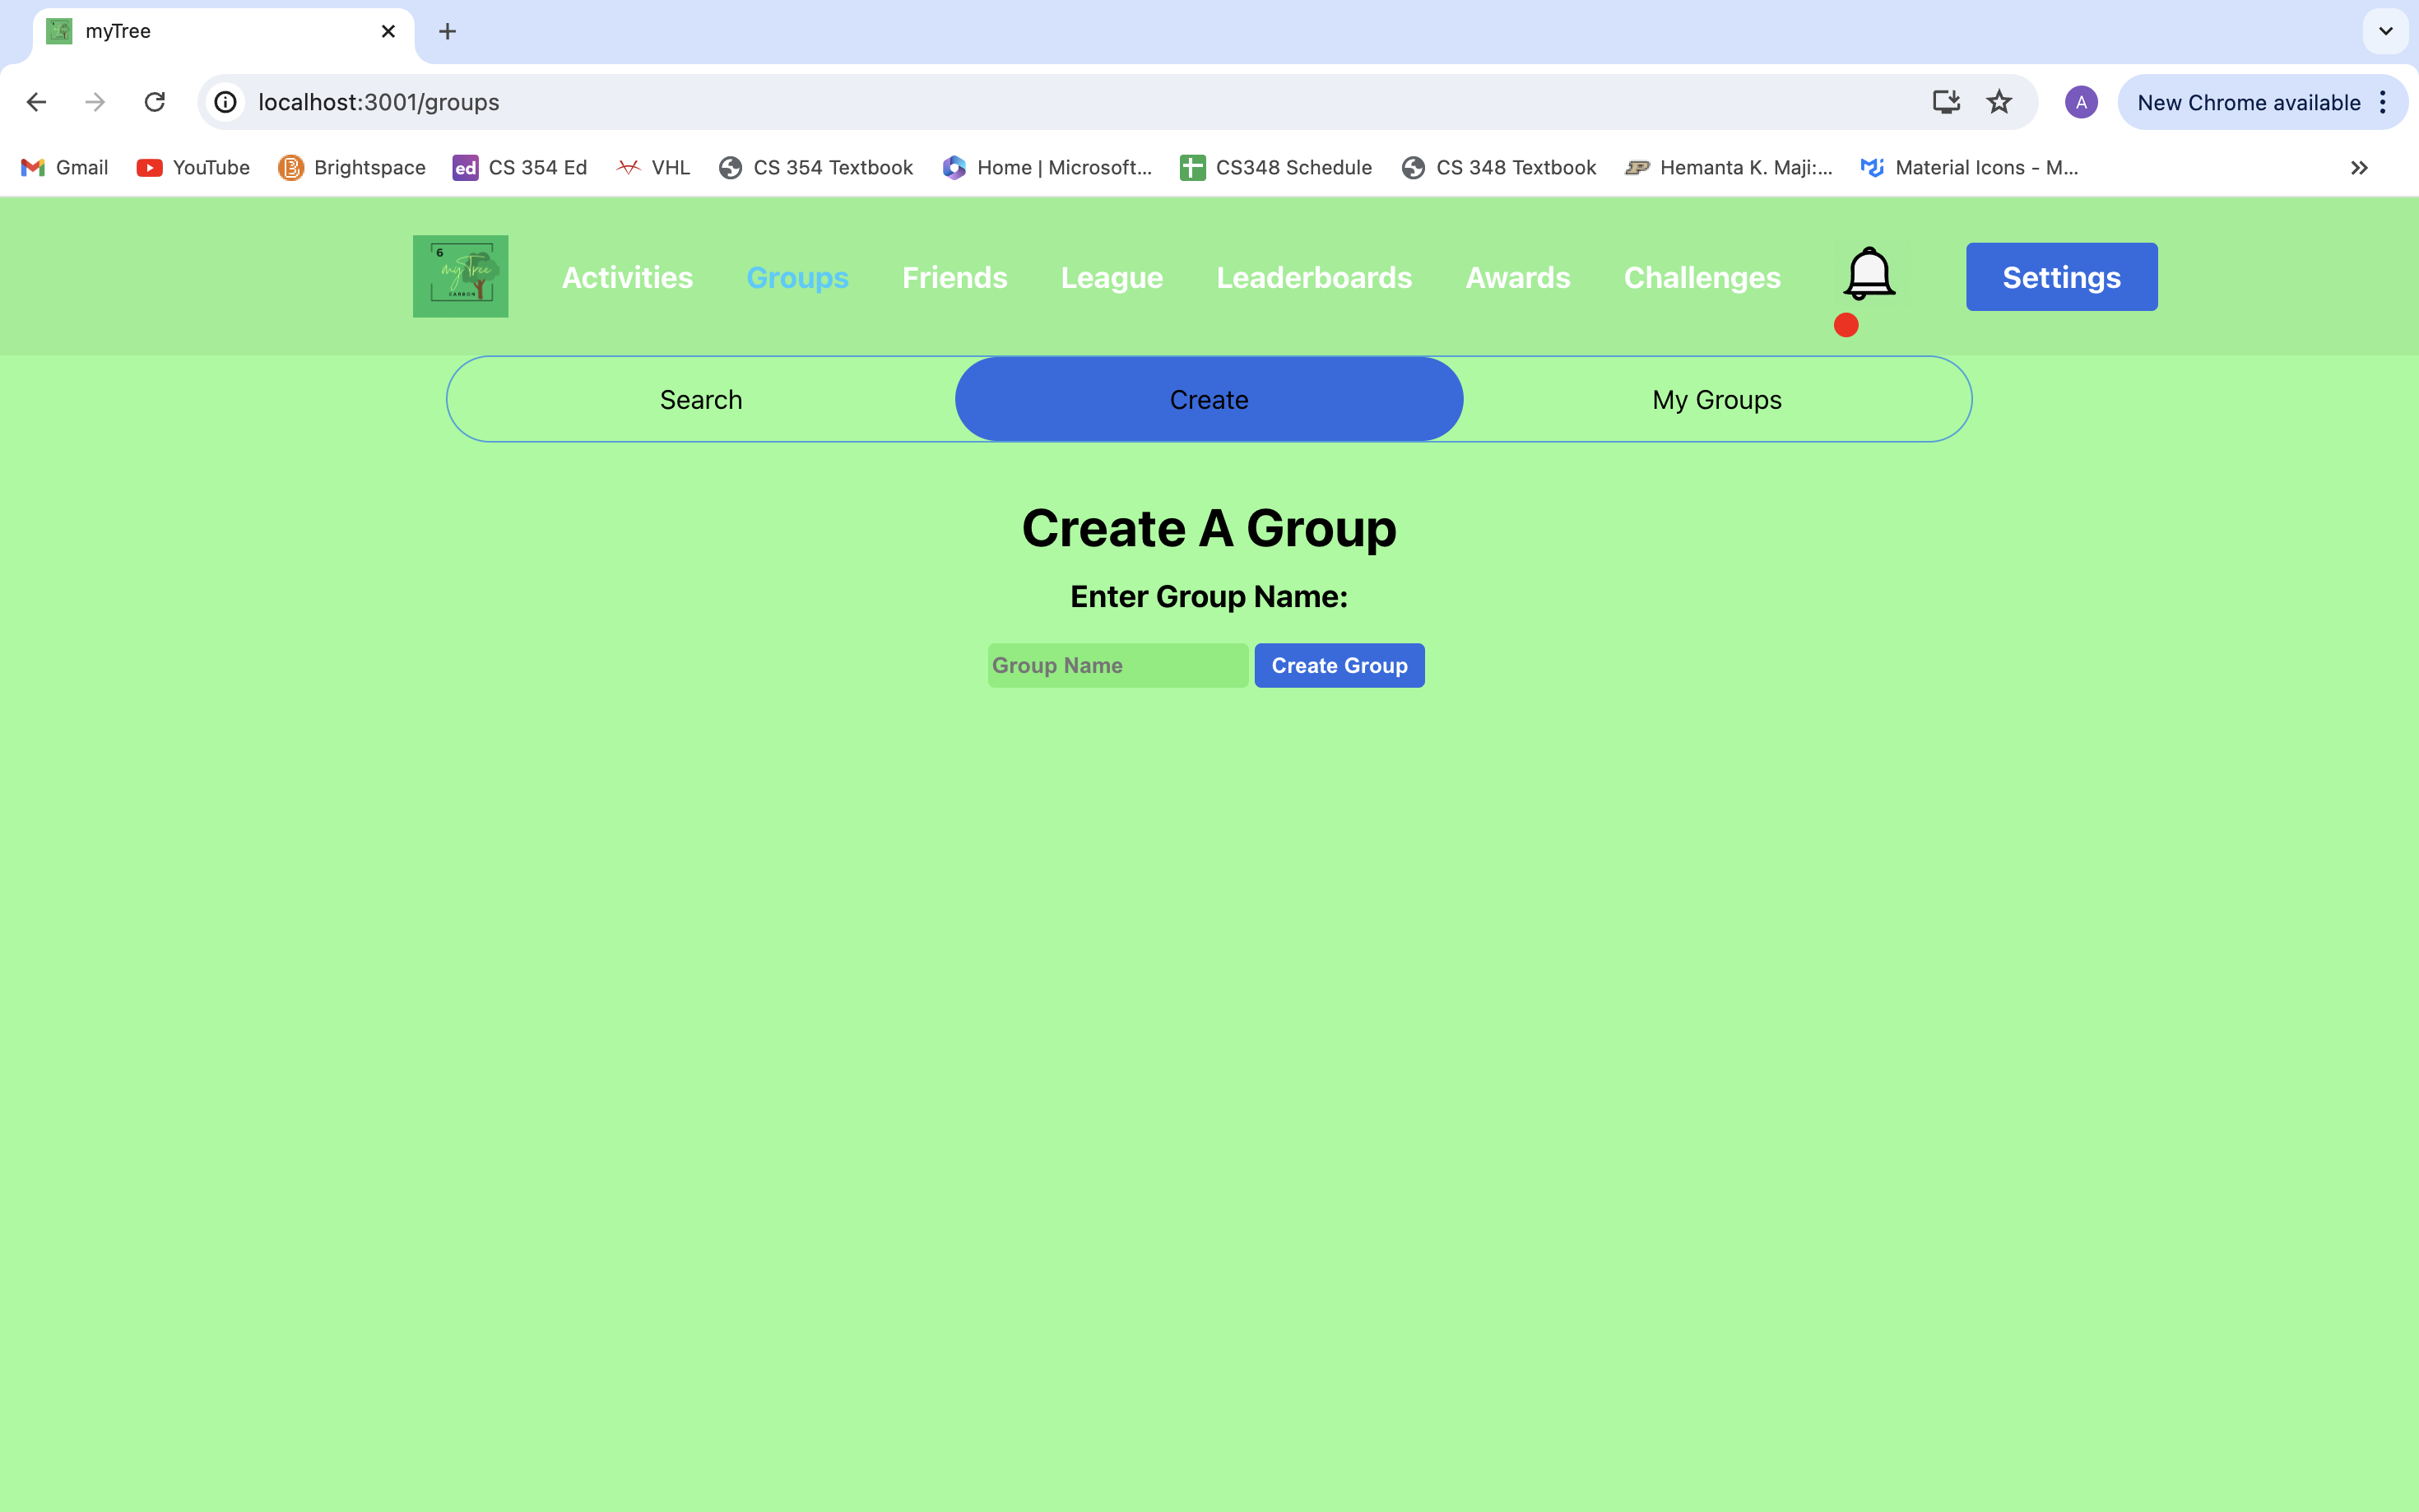 myTree
localhost:3001/groups
A
New Chrome available
Gmail
YouTube
Brightspace
ed CS 354 Ed
VHL
CS 354 Textbook
Home | Microsoft...
CS348 Schedule
CS 348 Textbook
Hemanta K. Maji:...
Material Icons - M...
6
myTree
CARBON
Activities
Groups
Friends
League
Leaderboards
Awards
Challenges
Settings
Search
Create
My Groups
Create A Group
Enter Group Name:
Group Name
Create Group